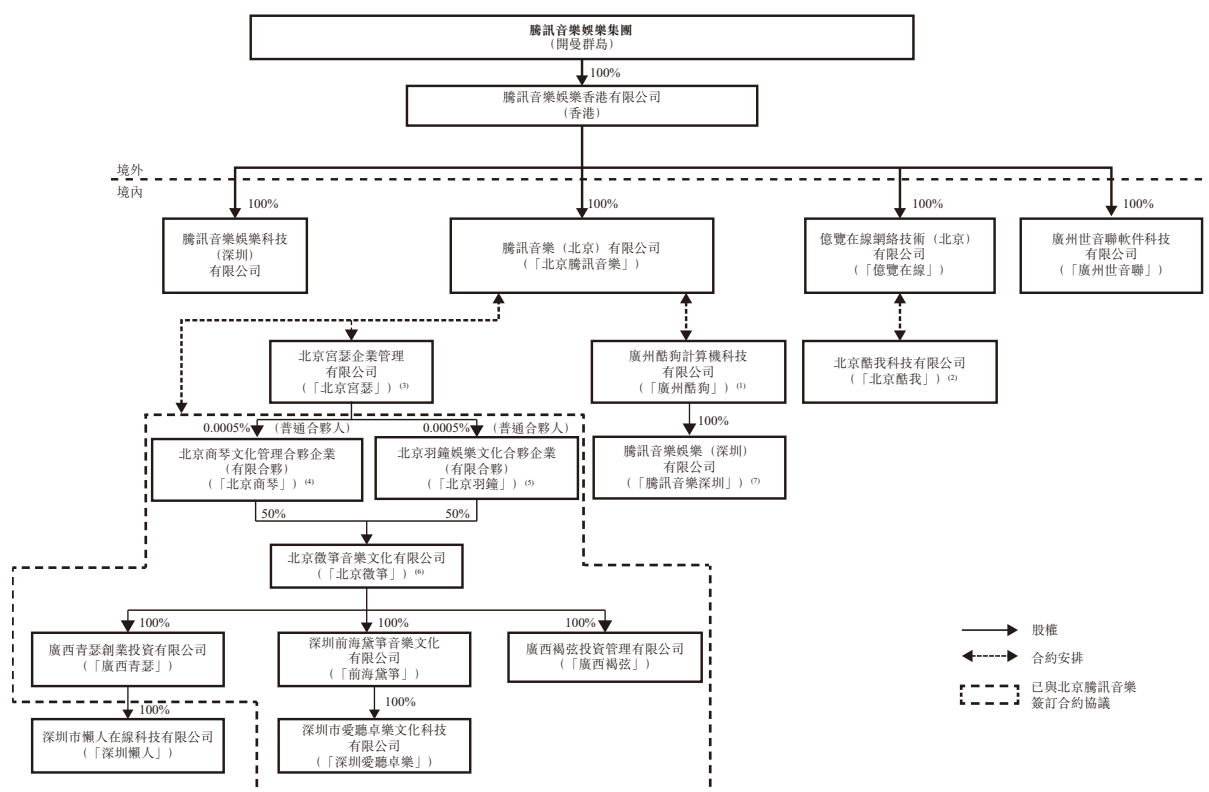 騰訊音樂娛樂集團
(開曼群島)
100%
騰訊音樂娛樂香港有限公司
(香港)
境外
境內
100%
100%
100%
100%
騰訊音樂娛樂科技
(深圳)
有限公司
騰訊音樂(北京)有限公司
(「北京騰訊音樂」)
億覽在線網絡技術(北京)
有限公司
(「億覽在線」)
廣州世音聯軟件科技
有限公司
(「廣州世音聯」)
北京宮瑟企業管理
有限公司
(「北京宮瑟」)(3)
廣州酷狗計算機科技
有限公司
(「廣州酷狗」)(1)
北京酷我科技有限公司
(「北京酷我」)(2)
0.0005% (普通合夥人)
0.0005% (普通合夥人)
100%
北京商琴文化管理合夥企業
(有限合夥)
(「北京商琴」)(4)
北京羽鐘娛樂文化合夥企業
(有限合夥)
(「北京羽鐘」)(5)
騰訊音樂娛樂(深圳)
有限公司
(「騰訊音樂深圳」)(7)
50%
50%
北京徵箏音樂文化有限公司
(「北京徵箏」)(6)
100%
100%
100%
廣西青瑟創業投資有限公司
(「廣西青瑟」)
深圳前海黛箏音樂文化
有限公司
(「前海黛箏」)
廣西褐弦投資管理有限公司
(「廣西褐弦」)
100%
100%
深圳市懶人在線科技有限公司
(「深圳懶人」)
深圳市愛聽卓樂文化科技
有限公司
(「深圳愛聽卓樂」)
股權
合約安排
已與北京騰訊音樂
簽訂合約協議